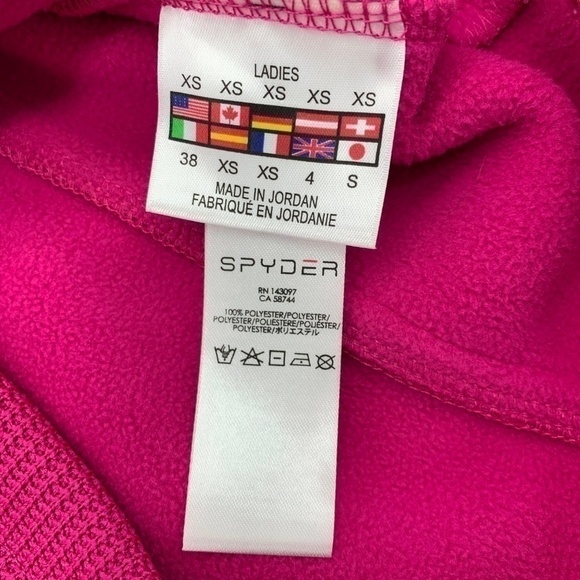 LADIES
XS XS XS XS XS
38 XS XS 4 S
MADE IN JORDAN
FABRIQUÉ EN JORDANIE
SPYDER
RN 143097
CA 58744
100% POLYESTER/POLYESTER/
POLYESTER/POLIESTERE/POLIÉSTER/
POLYESTER/ポリエステル